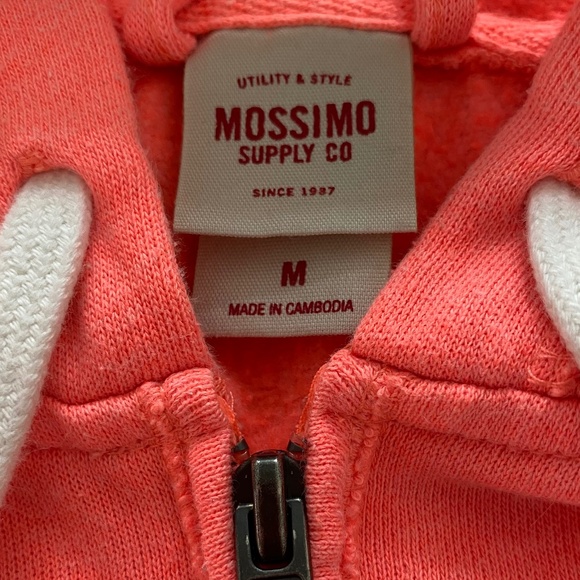 UTILITY & STYLE
MOSSIMO
SUPPLY CO
SINCE 1987
M
MADE IN CAMBODIA